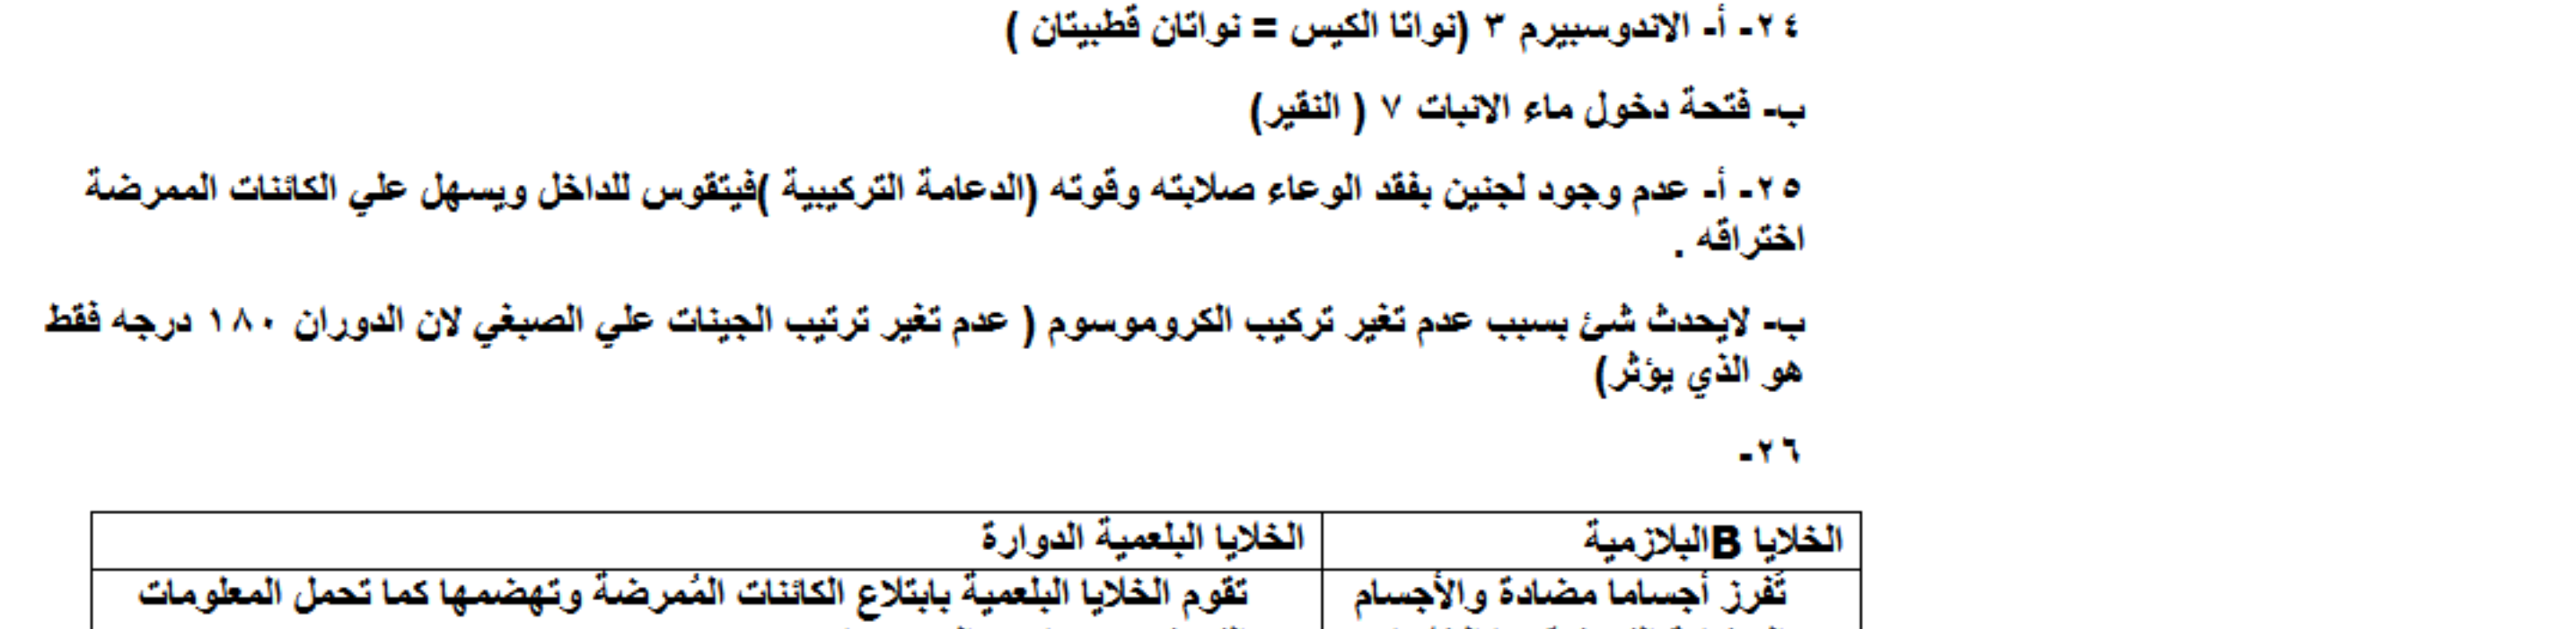 ٢٤- أ- الاندوسبيرم ٣ (نواتا الكيس = نواتان قطبيتان )
ب- فتحة دخول ماء الانبات ٧ ( النقير)
٢٥- أ- عدم وجود لجنين بفقد الوعاء صلابته وقوته (الدعامة التركيبية )فيتقوس للداخل ويسهل علي الكائنات الممرضة
اختراقه .
ب- لايحدث شئ بسبب عدم تغير تركيب الكروموسوم ( عدم تغير ترتيب الجينات علي الصبغي لان الدوران ١٨٠ درجه فقط
هو الذي يؤثر)
٢٦-
الخلايا Bالبلازمية
الخلايا البلعمية الدوارة
تُفرز أجساما مضادة والأجسام
تقوم الخلايا البلعمية بابتلاع الكائنات المُمرضة وتهضمها كما تحمل المعلومات